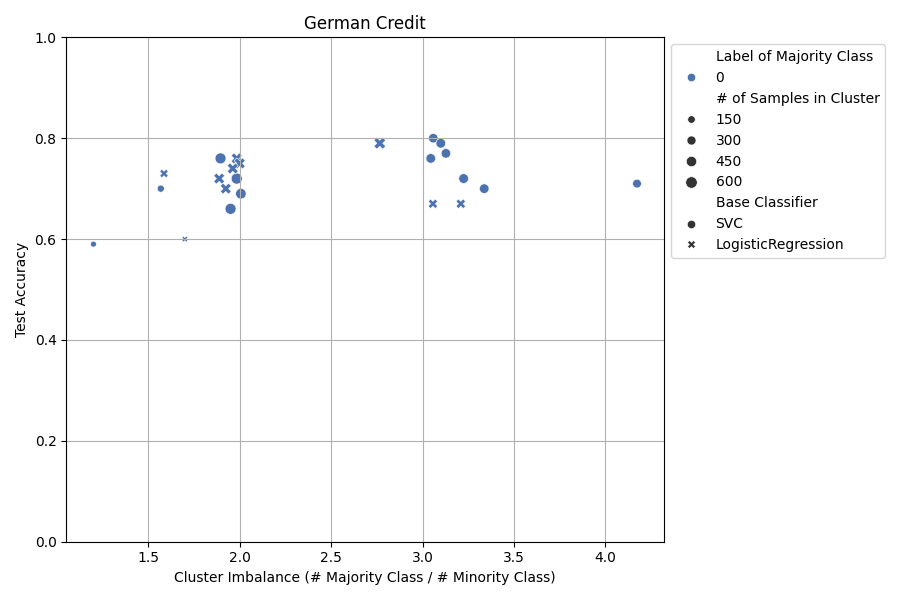 German Credit
1.0
0.8
0.6
0.4
0.2
0.0
Test Accuracy
1.5
2.0
2.5
3.0
3.5
4.0
Cluster Imbalance (# Majority Class / # Minority Class)
Label of Majority Class
0
# of Samples in Cluster
150
300
450
600
Base Classifier
SVC
LogisticRegression